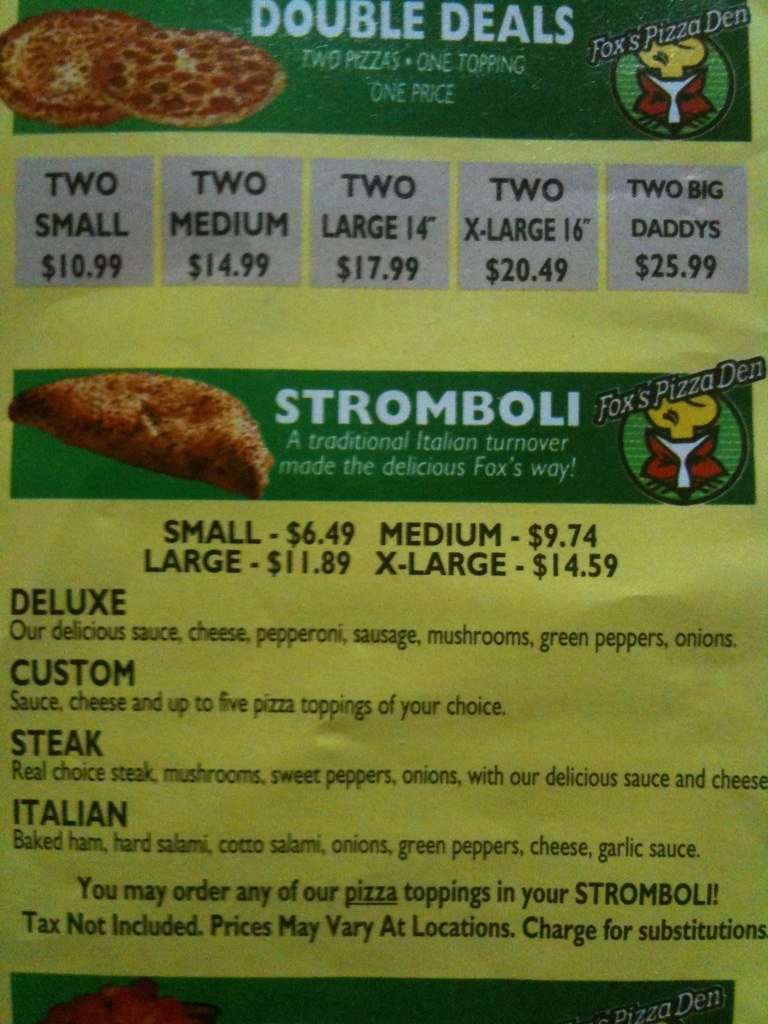 DOUBLE DEALS
TWO PIZZA'S • ONE TOPPING
ONE PRICE
Fox's Pizza Den
TWO SMALL $10.99
TWO MEDIUM $14.99
TWO LARGE 14" $17.99
TWO X-LARGE 16" $20.49
TWO BIG DADDYS $25.99
STROMBOLI
A traditional Italian turnover
made the delicious Fox's way!
Fox's Pizza Den
SMALL - $6.49 MEDIUM - $9.74
LARGE - $11.89 X-LARGE - $14.59
DELUXE
Our delicious sauce, cheese, pepperoni, sausage, mushrooms, green peppers, onions.
CUSTOM
Sauce, cheese and up to five pizza toppings of your choice.
STEAK
Real choice steak, mushrooms, sweet peppers, onions, with our delicious sauce and cheese
ITALIAN
Baked ham, hard salami, cotto salami, onions, green peppers, cheese, garlic sauce.
You may order any of our pizza toppings in your STROMBOLI!
Tax Not Included. Prices May Vary At Locations. Charge for substitutions.
Pizza Den